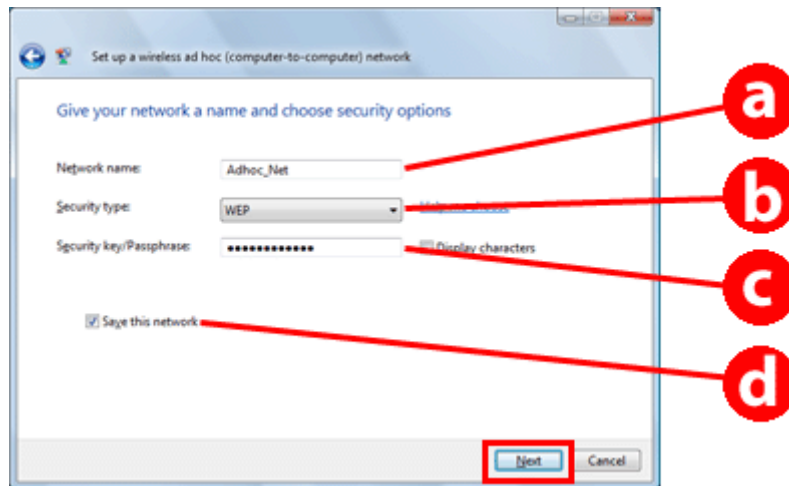 Set up a wireless ad hoc (computer-to-computer) network
Give your network a name and choose security options
a
Network name: Adhoc_Net
Security type: WEP
b
Security key/Passphrase: •••••••••••• Display characters
c
Save this network
d
Next Cancel